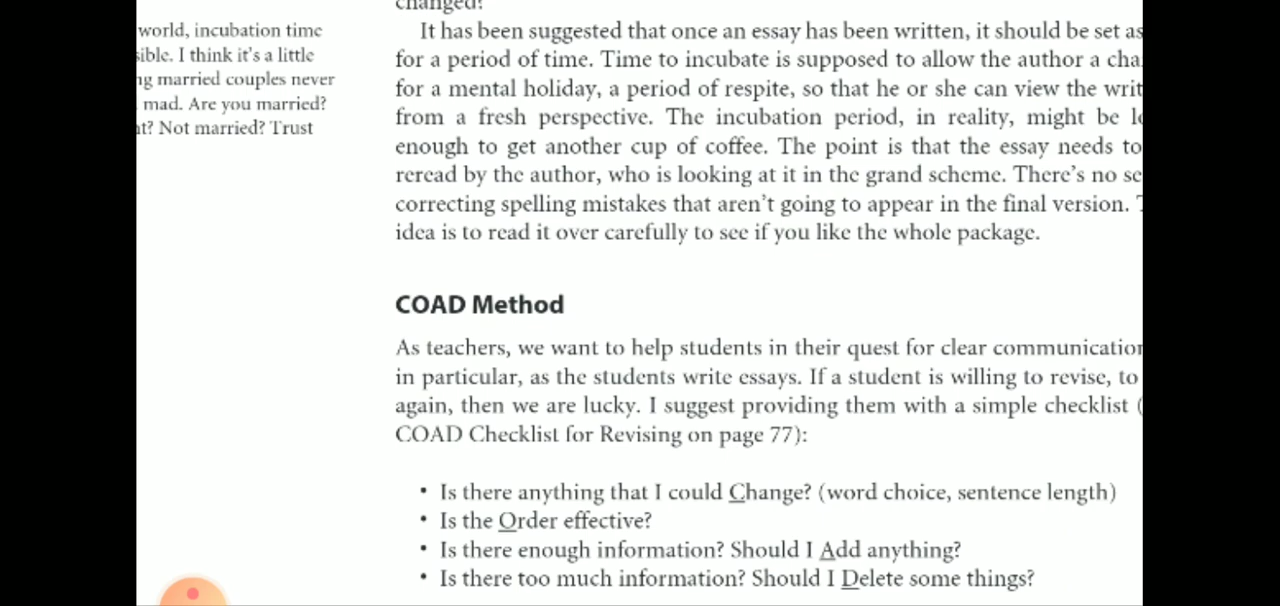 world, incubation time
I think it's a little
married couples never
mad. Are you married?
Not married? Trust
changed?
It has been suggested that once an essay has been written, it should be set
for a period of time. Time to incubate is supposed to allow the author a
for a mental holiday, a period of respite, so that he or she can view the
from a fresh perspective. The incubation period, in reality, might be
enough to get another cup of coffee. The point is that the essay needs to
reread by the author, who is looking at it in the grand scheme. There's no
correcting spelling mistakes that aren't going to appear in the final version.
idea is to read it over carefully to see if you like the whole package.
COAD Method
As teachers, we want to help students in their quest for clear communication
in particular, as the students write essays. If a student is willing to revise, to
again, then we are lucky. I suggest providing them with a simple checklist (
COAD Checklist for Revising on page 77):
• Is there anything that I could Change? (word choice, sentence length)
• Is the Order effective?
• Is there enough information? Should I Add anything?
• Is there too much information? Should I Delete some things?